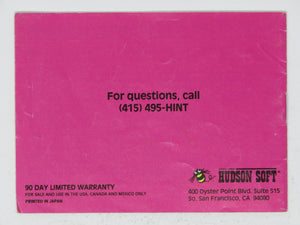 For questions, call
(415) 495-HINT
HUDSON SOFT
400 Oyster Point Blvd. Suite 515
So. San Francisco, CA 94080
90 DAY LIMITED WARRANTY
FOR SALE AND USE IN THE USA, CANADA AND MEXICO ONLY.
PRINTED IN JAPAN